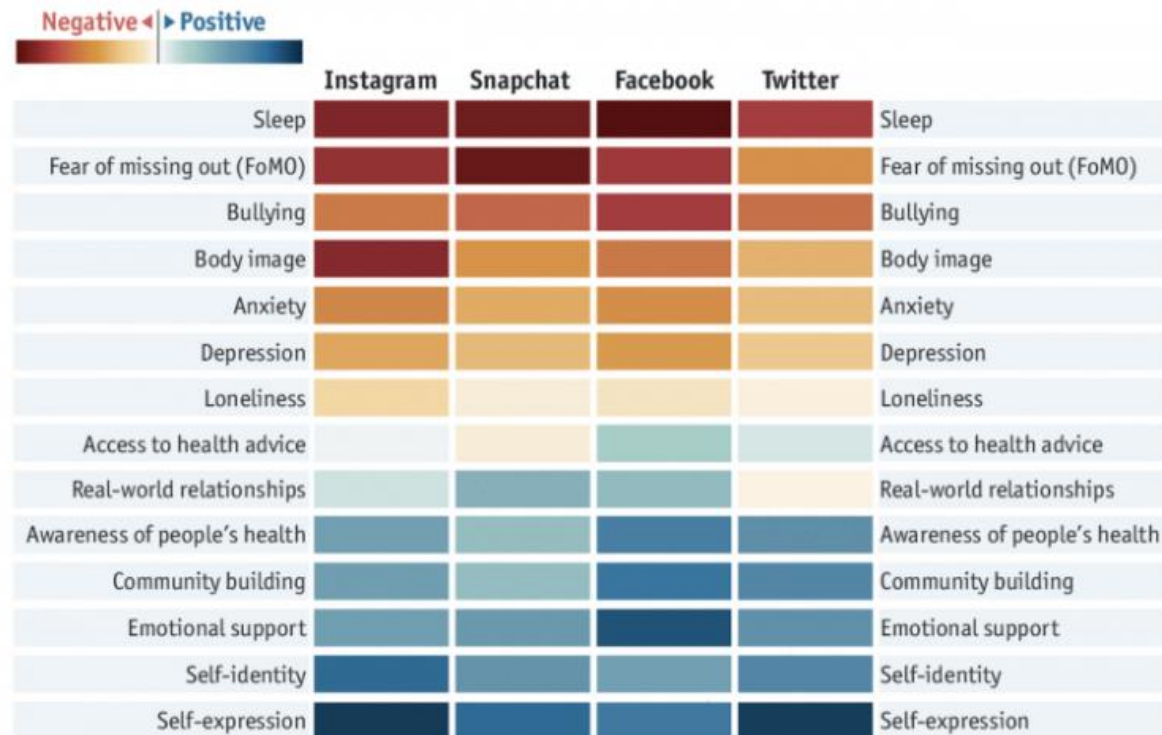 Negative ◂ ▸ Positive
Instagram Snapchat Facebook Twitter
Sleep Sleep
Fear of missing out (FoMO) Fear of missing out (FoMO)
Bullying Bullying
Body image Body image
Anxiety Anxiety
Depression Depression
Loneliness Loneliness
Access to health advice Access to health advice
Real-world relationships Real-world relationships
Awareness of people’s health Awareness of people’s health
Community building Community building
Emotional support Emotional support
Self-identity Self-identity
Self-expression Self-expression